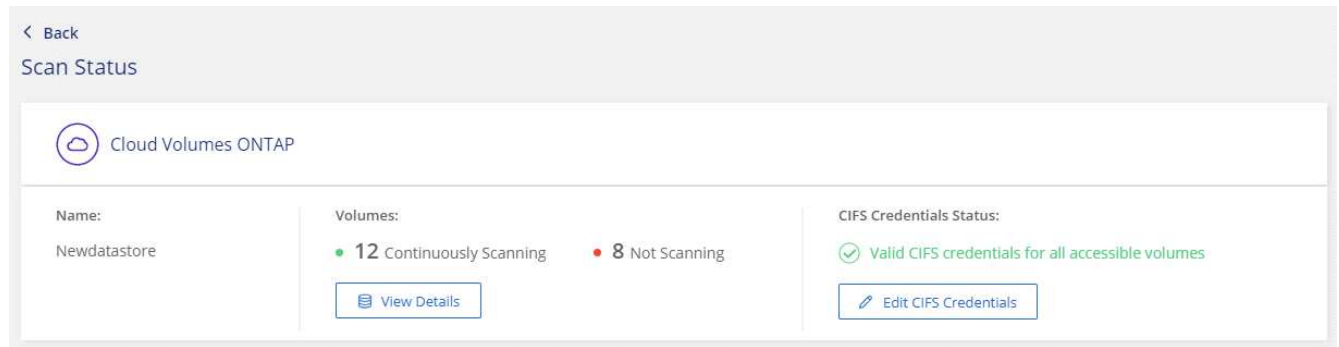 Back
Scan Status
Cloud Volumes ONTAP
Name:
Newdatastore
Volumes:
12 Continuously Scanning
8 Not Scanning
View Details
CIFS Credentials Status:
Valid CIFS credentials for all accessible volumes
Edit CIFS Credentials